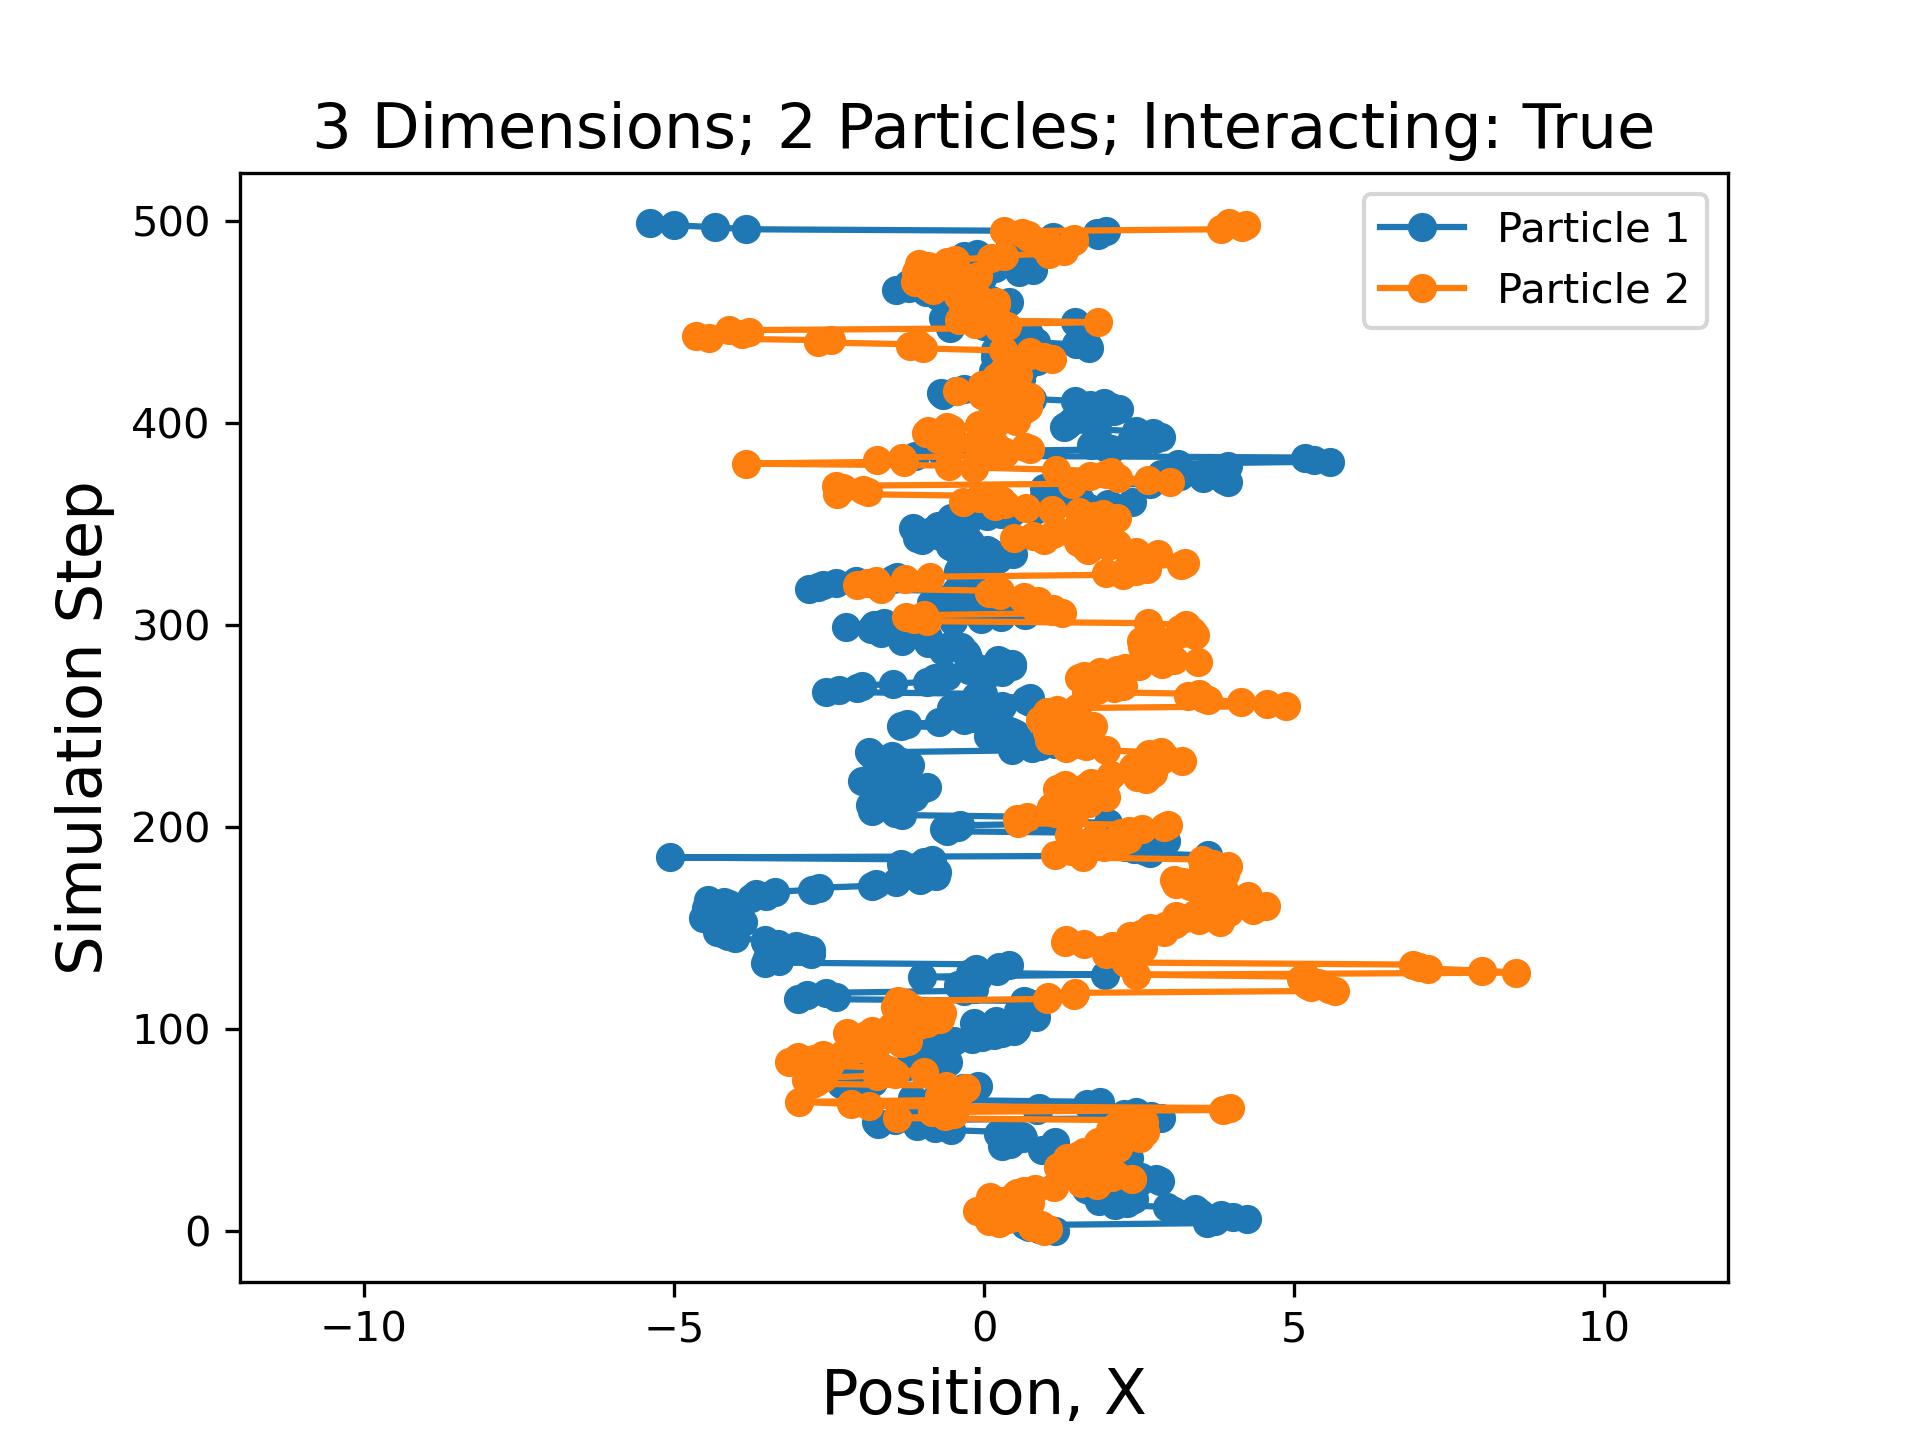 3 Dimensions; 2 Particles; Interacting: True
Particle 1
Particle 2
500
400
300
200
100
0
Simulation Step
−10
−5
0
5
10
Position, X